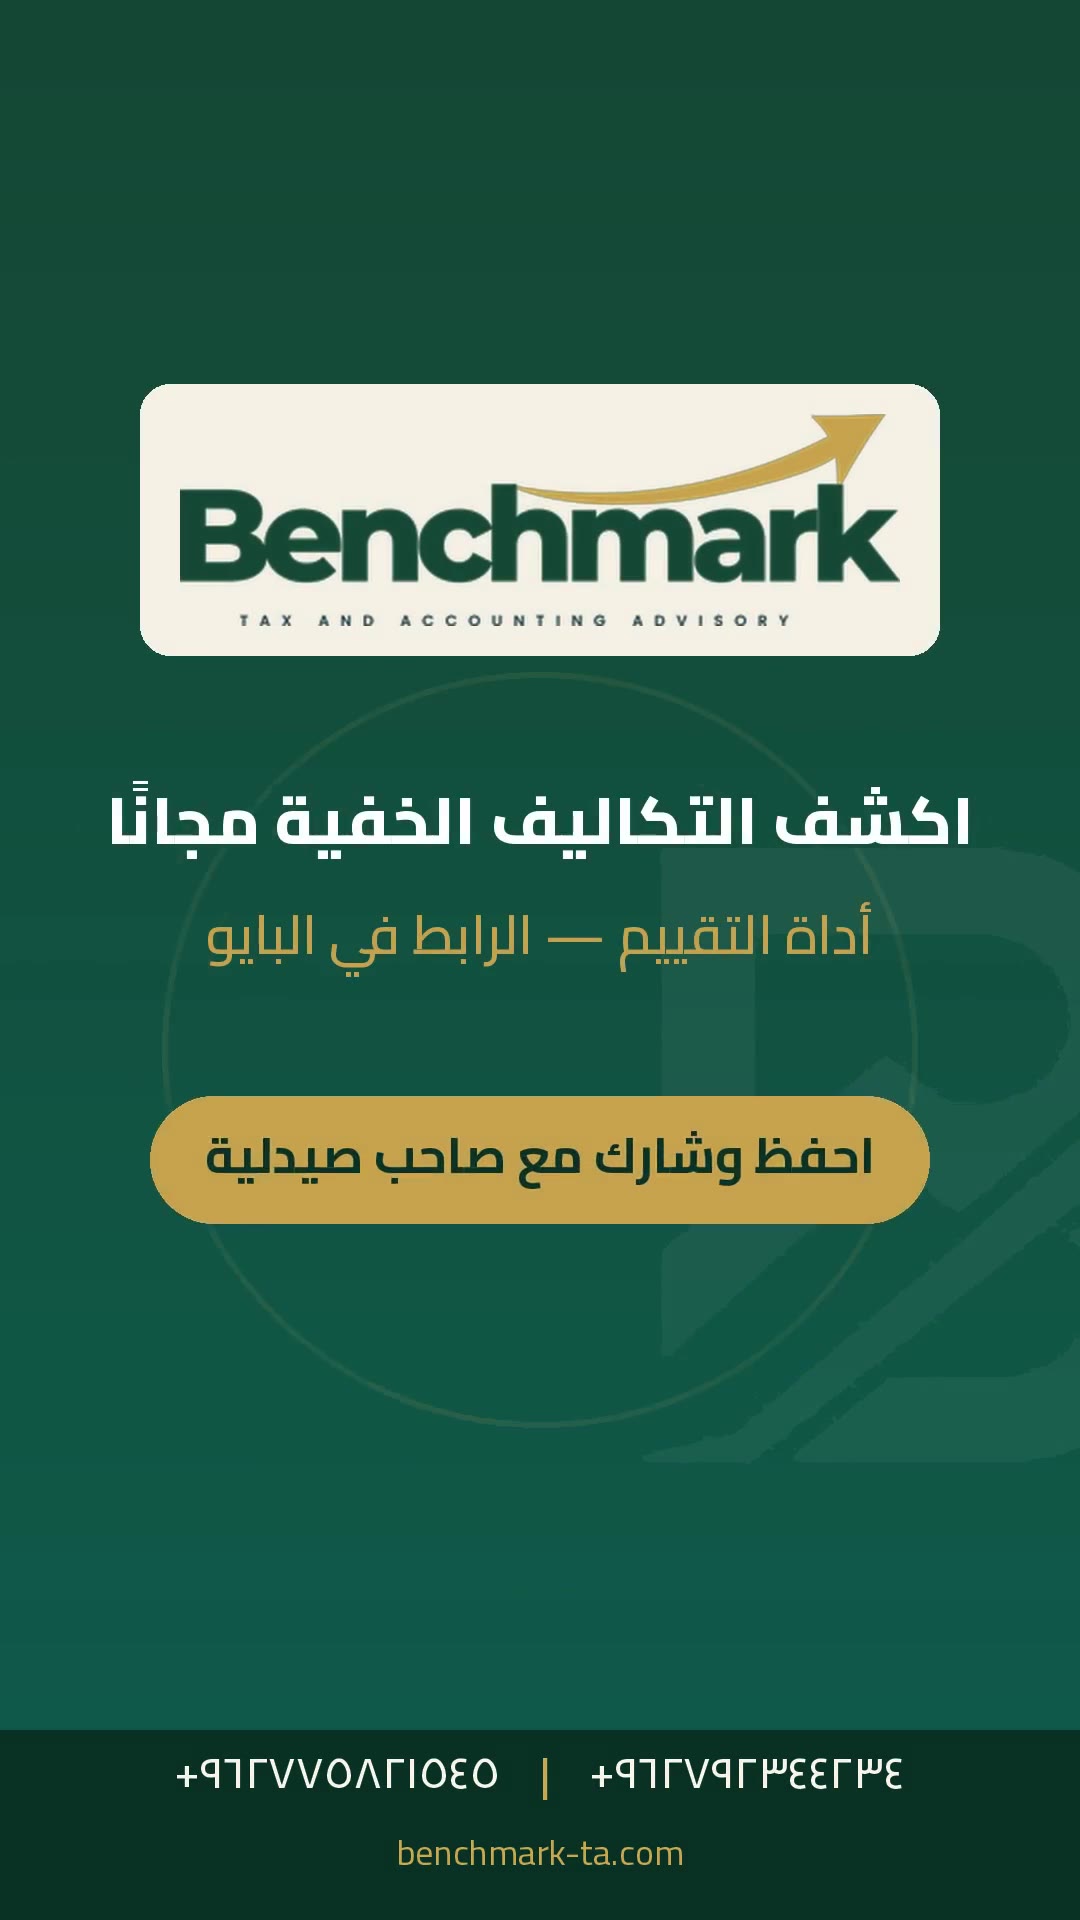 Benchmark
TAX AND ACCOUNTING ADVISORY
اكشف التكاليف الخفية مجانًا
أداة التقييم — الرابط في البايو
احفظ وشارك مع صاحب صيدلية
+٩٦٢٧٧٥٨٢١٥٤٥ | +٩٦٢٧٩٢٣٤٤٢٣٤
benchmark-ta.com